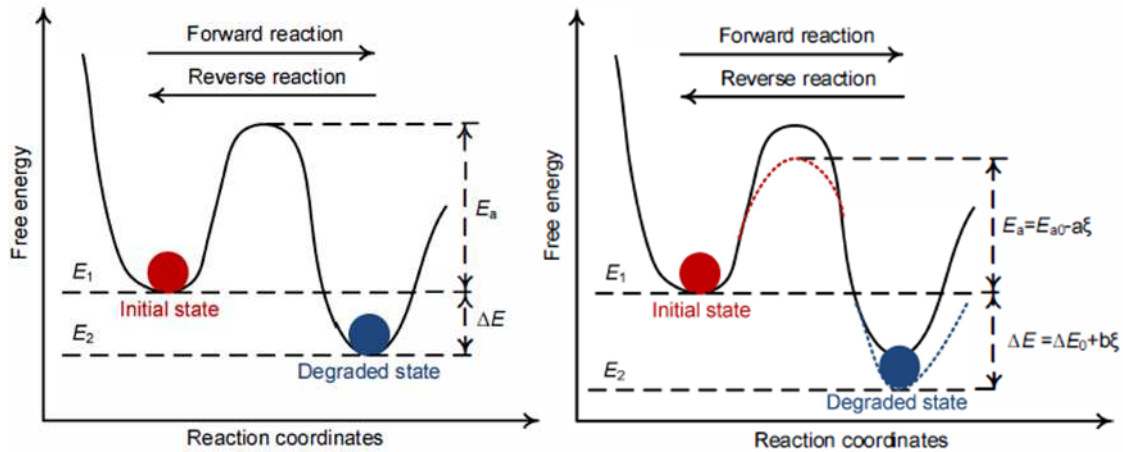 Forward reaction
Reverse reaction
Free energy
E₁
Initial state
E₂
Degraded state
Eₐ
ΔE
Reaction coordinates
Forward reaction
Reverse reaction
Free energy
E₁
Initial state
E₂
Degraded state
Eₐ=Eₐ₀-aξ
ΔE =ΔE₀+bξ
Reaction coordinates